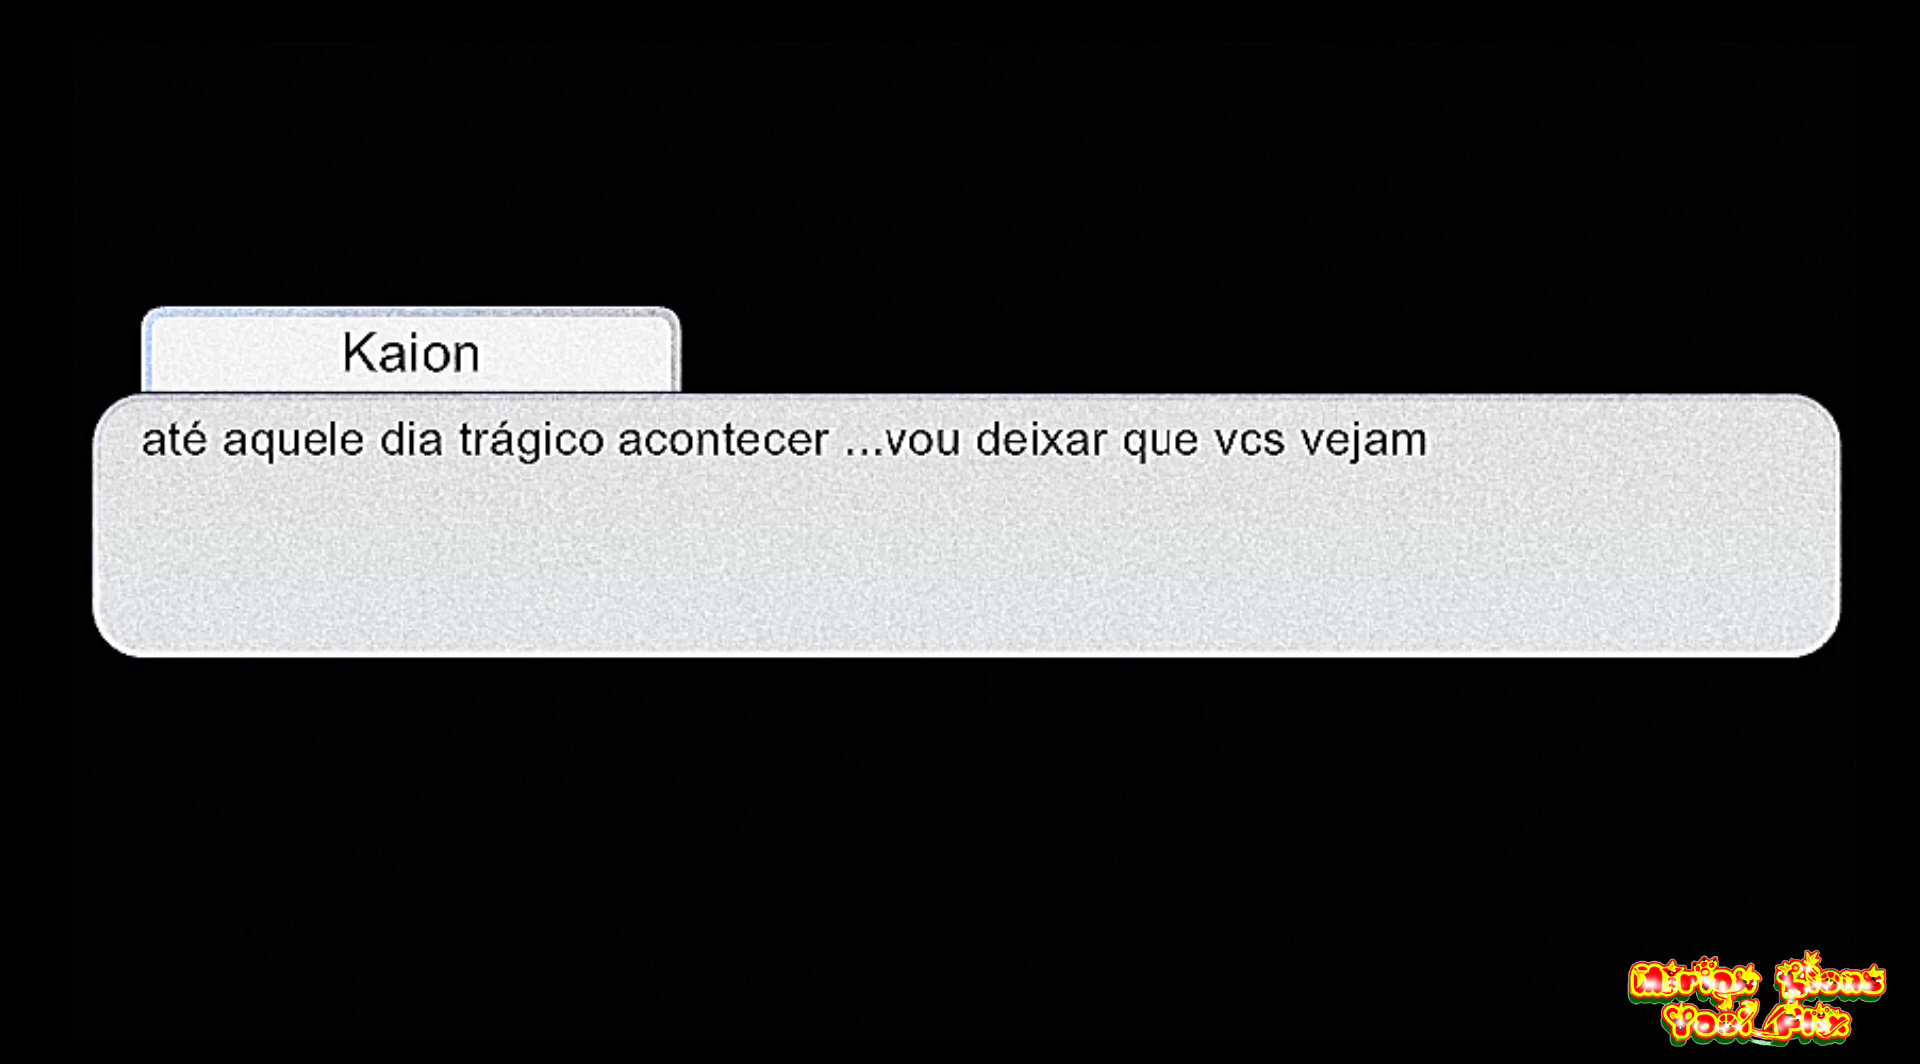 Kaion
até aquele dia trágico acontecer ...vou deixar que vcs vejam